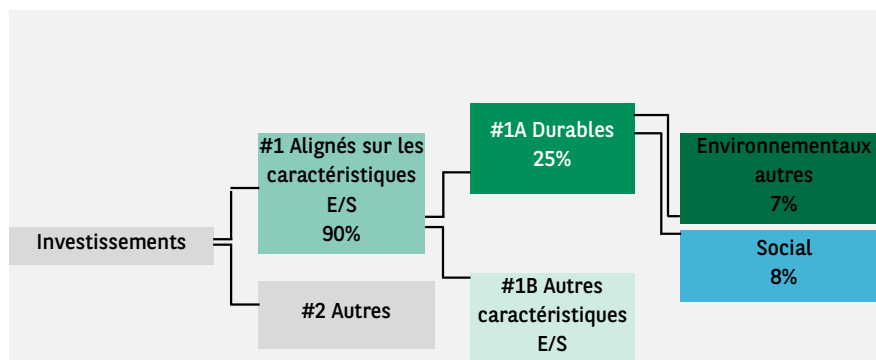 Investissements
#1 Alignés sur les
caractéristiques
E/S
90%
#2 Autres
#1A Durables
25%
#1B Autres
caractéristiques
E/S
Environnementaux
autres
7%
Social
8%